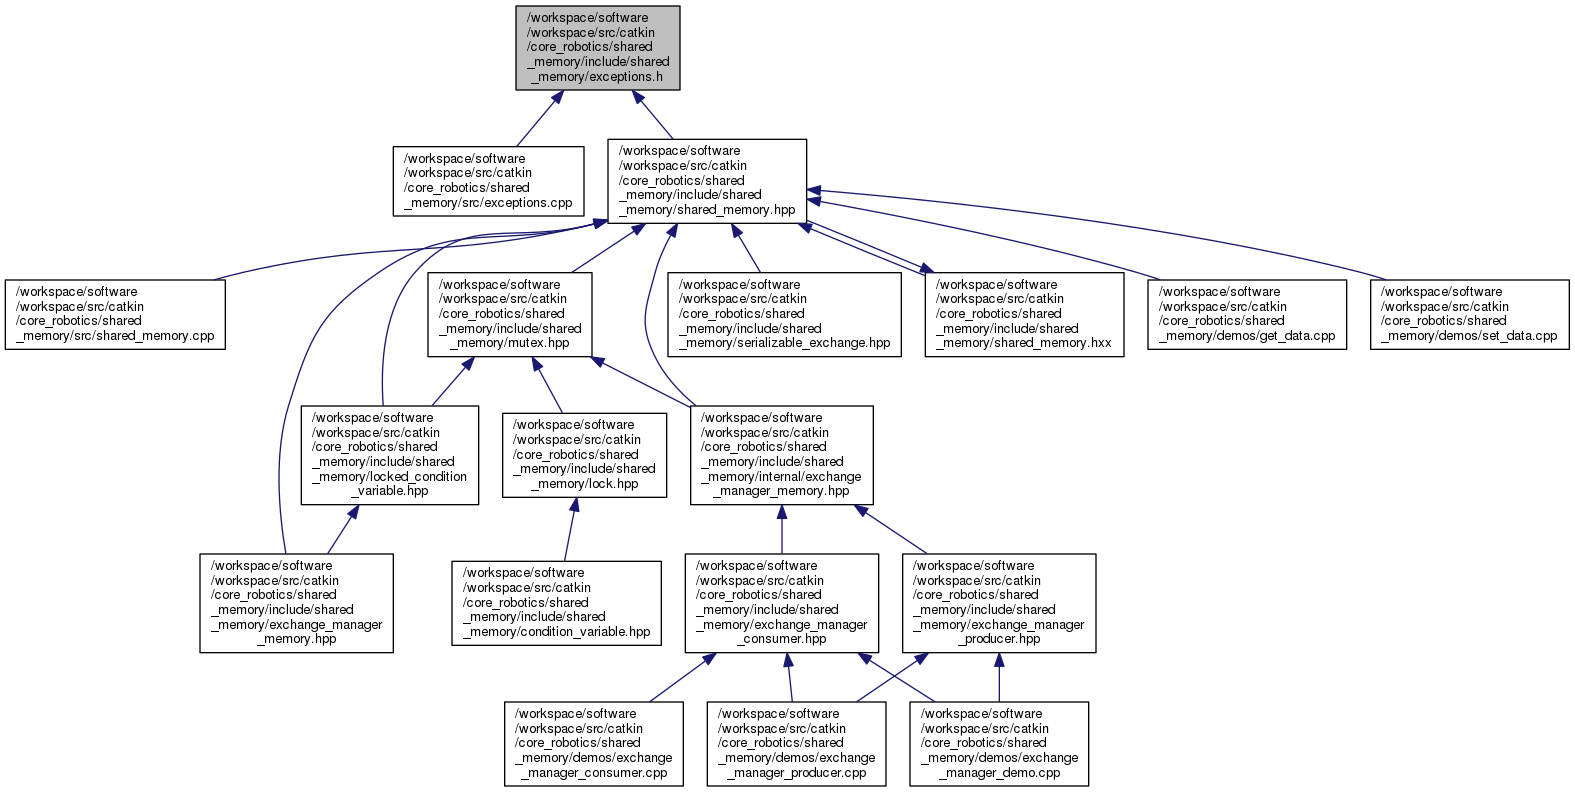 /workspace/software
/workspace/src/catkin
/core_robotics/shared
_memory/include/shared
_memory/exceptions.h
/workspace/software
/workspace/src/catkin
/core_robotics/shared
_memory/src/exceptions.cpp
/workspace/software
/workspace/src/catkin
/core_robotics/shared
_memory/include/shared
_memory/shared_memory.hpp
/workspace/software
/workspace/src/catkin
/core_robotics/shared
_memory/src/shared_memory.cpp
/workspace/software
/workspace/src/catkin
/core_robotics/shared
_memory/include/shared
_memory/mutex.hpp
/workspace/software
/workspace/src/catkin
/core_robotics/shared
_memory/include/shared
_memory/serializable_exchange.hpp
/workspace/software
/workspace/src/catkin
/core_robotics/shared
_memory/include/shared
_memory/shared_memory.hxx
/workspace/software
/workspace/src/catkin
/core_robotics/shared
_memory/demos/get_data.cpp
/workspace/software
/workspace/src/catkin
/core_robotics/shared
_memory/demos/set_data.cpp
/workspace/software
/workspace/src/catkin
/core_robotics/shared
_memory/include/shared
_memory/locked_condition
_variable.hpp
/workspace/software
/workspace/src/catkin
/core_robotics/shared
_memory/include/shared
_memory/lock.hpp
/workspace/software
/workspace/src/catkin
/core_robotics/shared
_memory/include/shared
_memory/internal/exchange
_manager_memory.hpp
/workspace/software
/workspace/src/catkin
/core_robotics/shared
_memory/include/shared
_memory/exchange_manager
_memory.hpp
/workspace/software
/workspace/src/catkin
/core_robotics/shared
_memory/include/shared
_memory/condition_variable.hpp
/workspace/software
/workspace/src/catkin
/core_robotics/shared
_memory/include/shared
_memory/exchange_manager
_consumer.hpp
/workspace/software
/workspace/src/catkin
/core_robotics/shared
_memory/include/shared
_memory/exchange_manager
_producer.hpp
/workspace/software
/workspace/src/catkin
/core_robotics/shared
_memory/demos/exchange
_manager_consumer.cpp
/workspace/software
/workspace/src/catkin
/core_robotics/shared
_memory/demos/exchange
_manager_producer.cpp
/workspace/software
/workspace/src/catkin
/core_robotics/shared
_memory/demos/exchange
_manager_demo.cpp